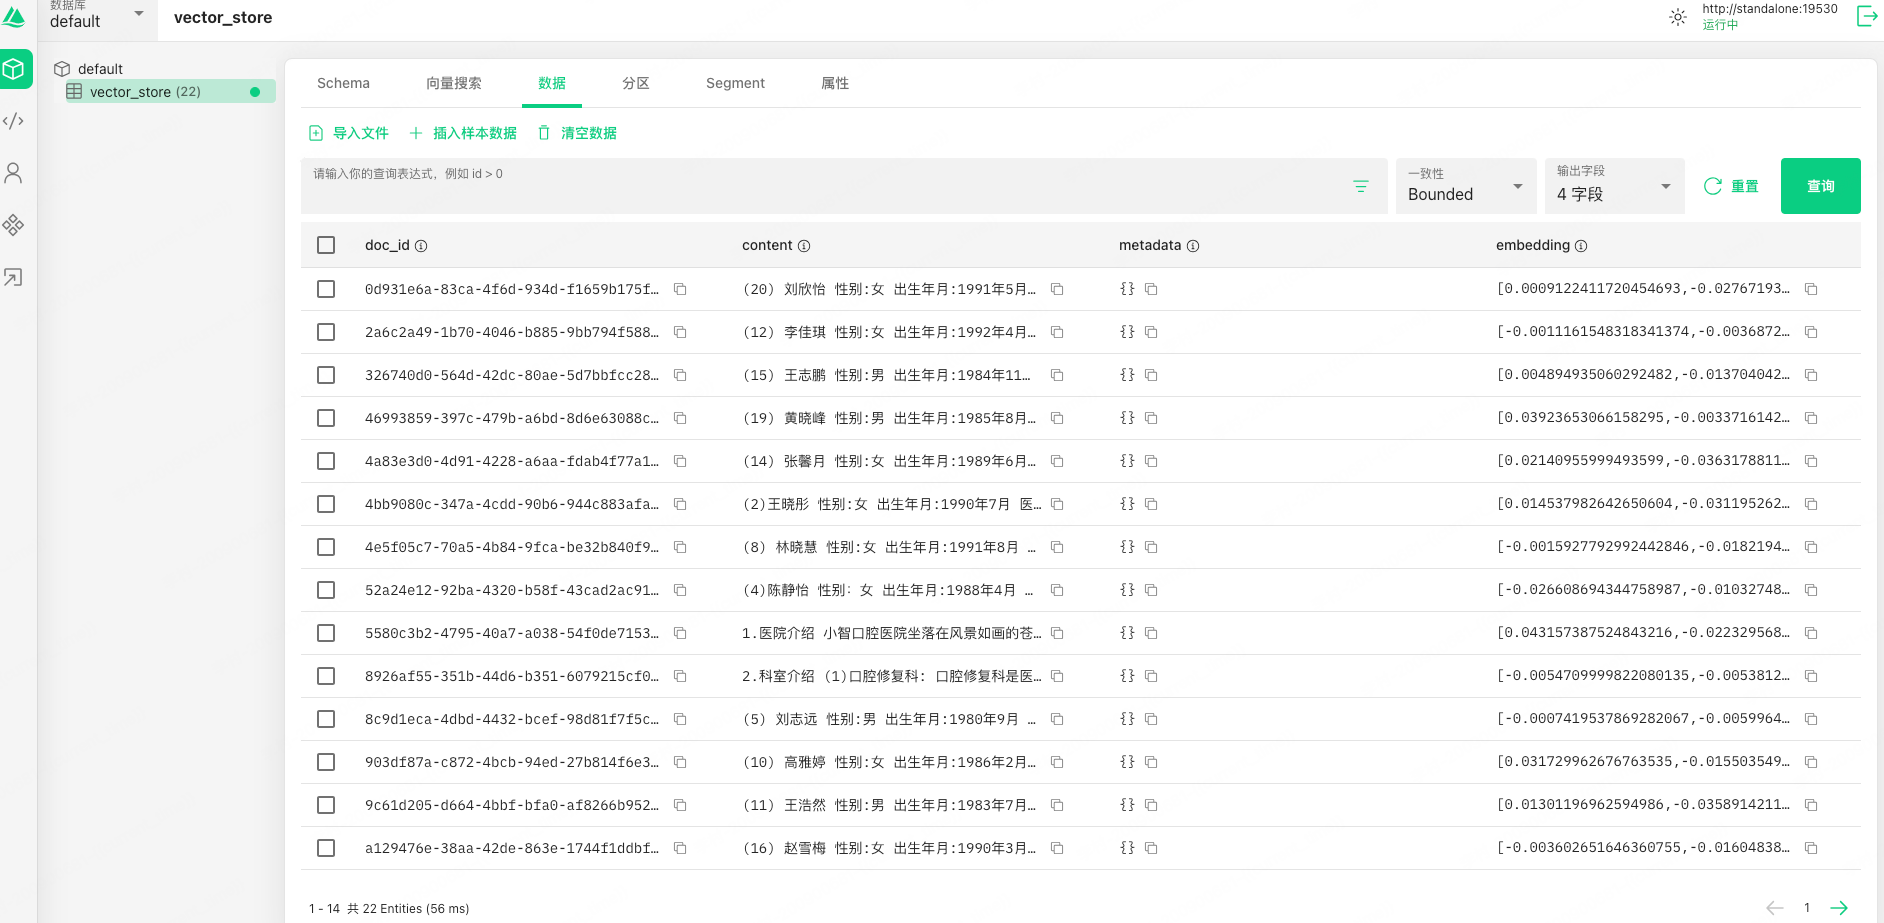 数据库
default
vector_store
http://standalone:19530
运行中
default
vector_store (22)
Schema 向量搜索 数据 分区 Segment 属性
导入文件 插入样本数据 清空数据
请输入你的查询表达式，例如 id > 0
一致性
Bounded
输出字段
4 字段
重置
查询
doc_id content metadata embedding
0d931e6a-83ca-4f6d-934d-f1659b175f… (20) 刘欣怡 性别:女 出生年月:1991年5月… {} [0.0009122411720454693,-0.02767193…
2a6c2a49-1b70-4046-b885-9bb794f588… (12) 李佳琪 性别:女 出生年月:1992年4月… {} [-0.0011161548318341374,-0.0036872…
326740d0-564d-42dc-80ae-5d7bbfcc28… (15) 王志鹏 性别:男 出生年月:1984年11… {} [0.004894935060292482,-0.013704042…
46993859-397c-479b-a6bd-8d6e63088c… (19) 黄晓峰 性别:男 出生年月:1985年8月… {} [0.03923653066158295,-0.0033716142…
4a83e3d0-4d91-4228-a6aa-fdab4f77a1… (14) 张馨月 性别:女 出生年月:1989年6月… {} [0.02140955999493599,-0.0363178811…
4bb9080c-347a-4cdd-90b6-944c883afa… (2)王晓彤 性别:女 出生年月:1990年7月 医… {} [0.014537982642650604,-0.031195262…
4e5f05c7-70a5-4b84-9fca-be32b840f9… (8) 林晓慧 性别:女 出生年月:1991年8月 … {} [-0.0015927792992442846,-0.0182194…
52a24e12-92ba-4320-b58f-43cad2ac91… (4)陈静怡 性别: 女 出生年月:1988年4月 … {} [-0.026608694344758987,-0.01032748…
5580c3b2-4795-40a7-a038-54f0de7153… 1.医院介绍 小智口腔医院坐落在风景如画的苍… {} [0.043157387524843216,-0.022329568…
8926af55-351b-44d6-b351-6079215cf0… 2.科室介绍 (1)口腔修复科: 口腔修复科是医… {} [-0.0054709999822080135,-0.0053812…
8c9d1eca-4dbd-4432-bcef-98d81f7f5c… (5) 刘志远 性别:男 出生年月:1980年9月 … {} [-0.0007419537869282067,-0.0059964…
903df87a-c872-4bcb-94ed-27b814f6e3… (10) 高雅婷 性别:女 出生年月:1986年2月… {} [0.031729962676763535,-0.015503549…
9c61d205-d664-4bbf-bfa0-af8266b952… (11) 王浩然 性别:男 出生年月:1983年7月… {} [0.01301196962594986,-0.0358914211…
a129476e-38aa-42de-863e-1744f1ddbf… (16) 赵雪梅 性别:女 出生年月:1990年3月… {} [-0.003602651646360755,-0.01604838…
1 - 14 共 22 Entities (56 ms)
1